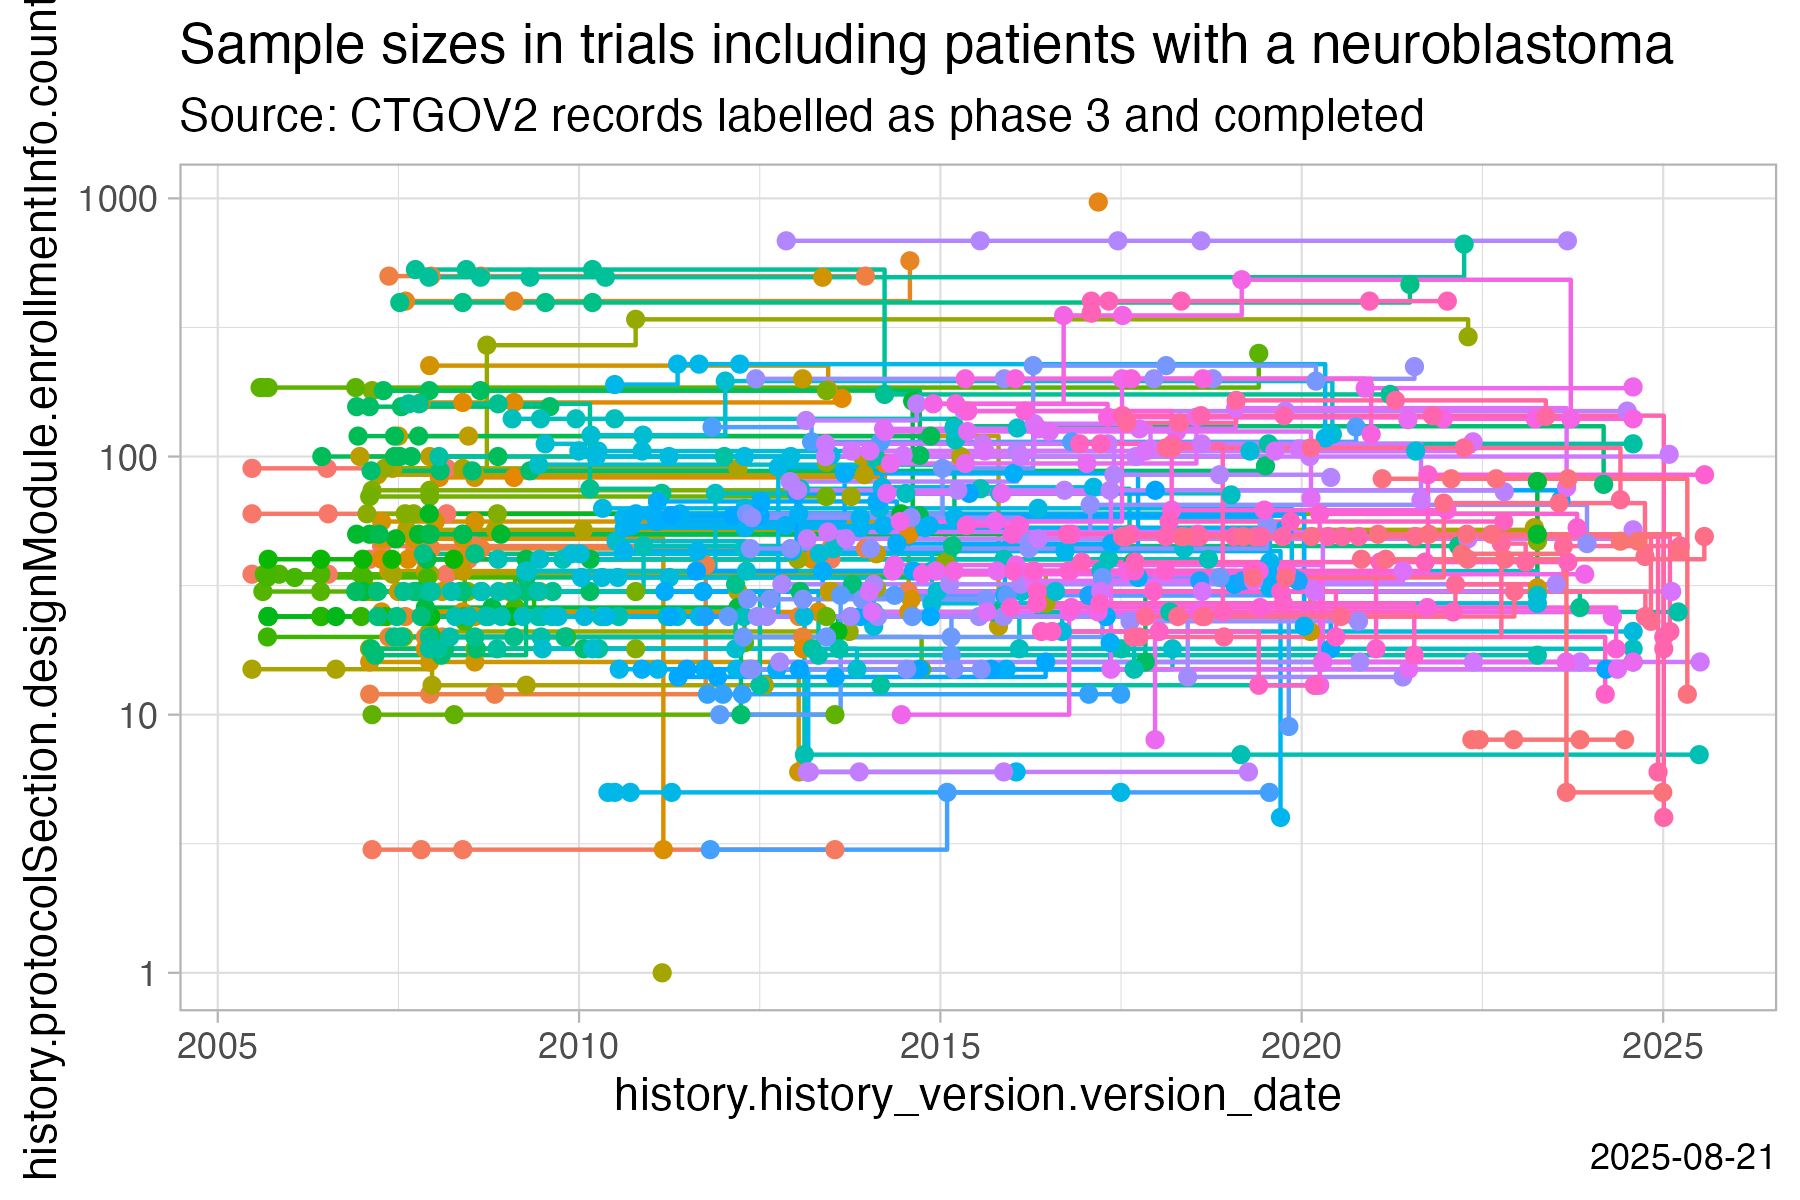 Sample sizes in trials including patients with a neuroblastoma
Source: CTGOV2 records labelled as phase 3 and completed
history.protocolSection.designModule.enrollmentInfo.count
1000
100
10
1
2005
2010
2015
2020
2025
history.history_version.version_date
2025-08-21